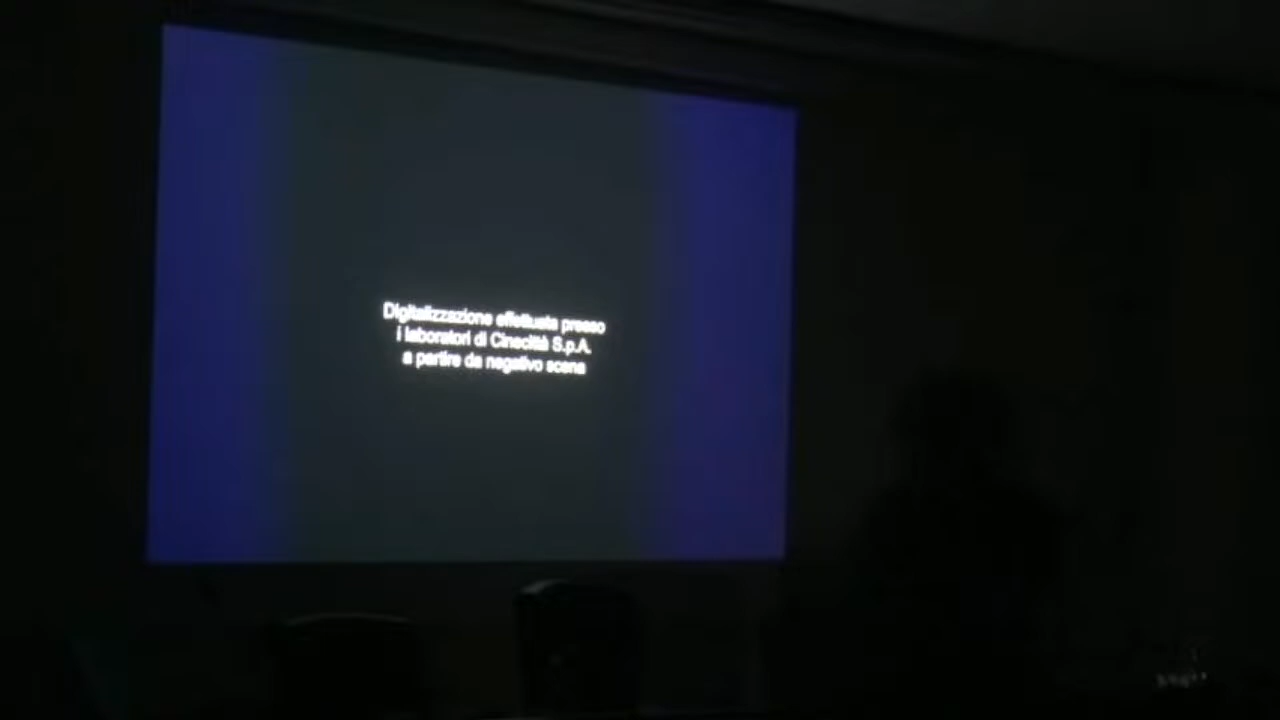 Digitalizzazione effettuata presso
i laboratori di Cinecittà S.p.A.
a partire da negativo scena